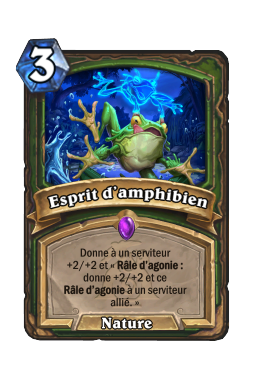 3
Esprit d'amphibien
Donne à un serviteur
+2/+2 et « Râle d'agonie :
donne +2/+2 et ce
Râle d'agonie à un serviteur
allié. »
Nature